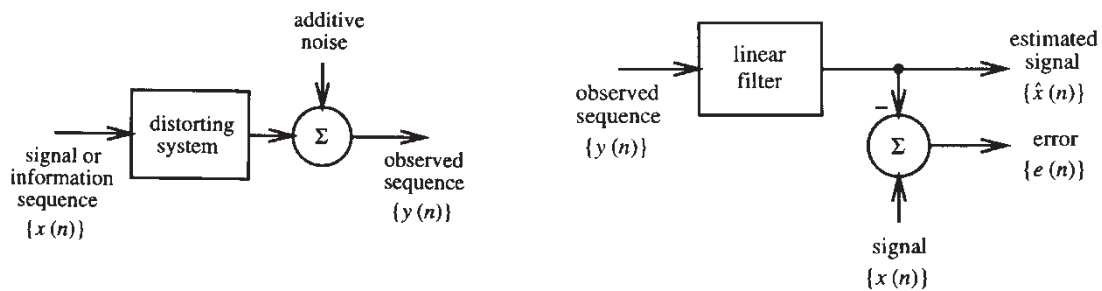 additive
noise
distorting
system
Σ
signal or
information
sequence
{x (n)}
observed
sequence
{y (n)}
linear
filter
observed
sequence
{y (n)}
estimated
signal
{x̂ (n)}
−
Σ
error
{e (n)}
signal
{x (n)}